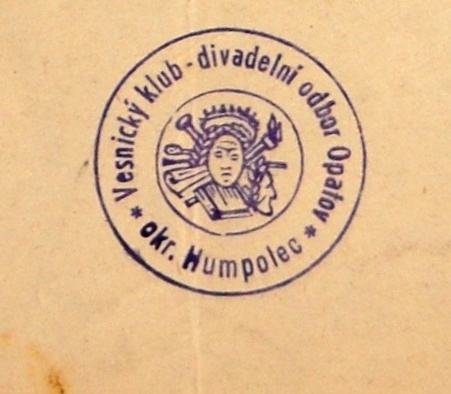 Vesnický klub - divadelní odbor Opatov
* okr. Humpolec *